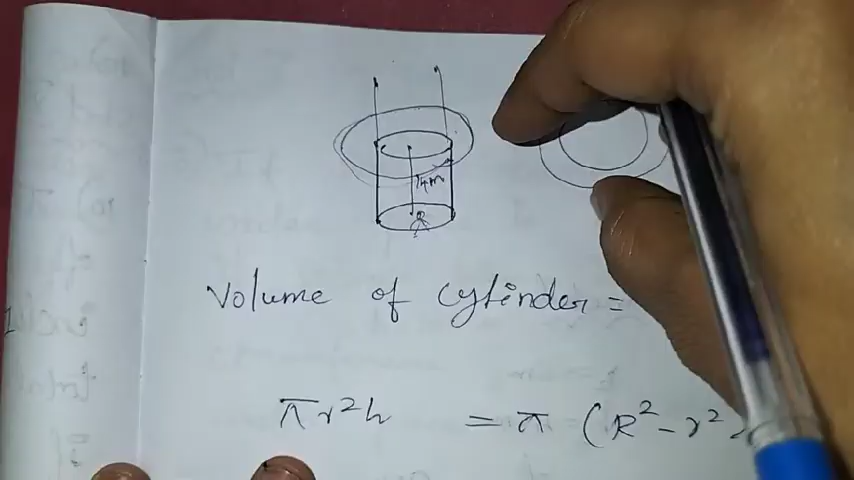 14m
Volume of cylinder =
πr²h = π (R² - r²